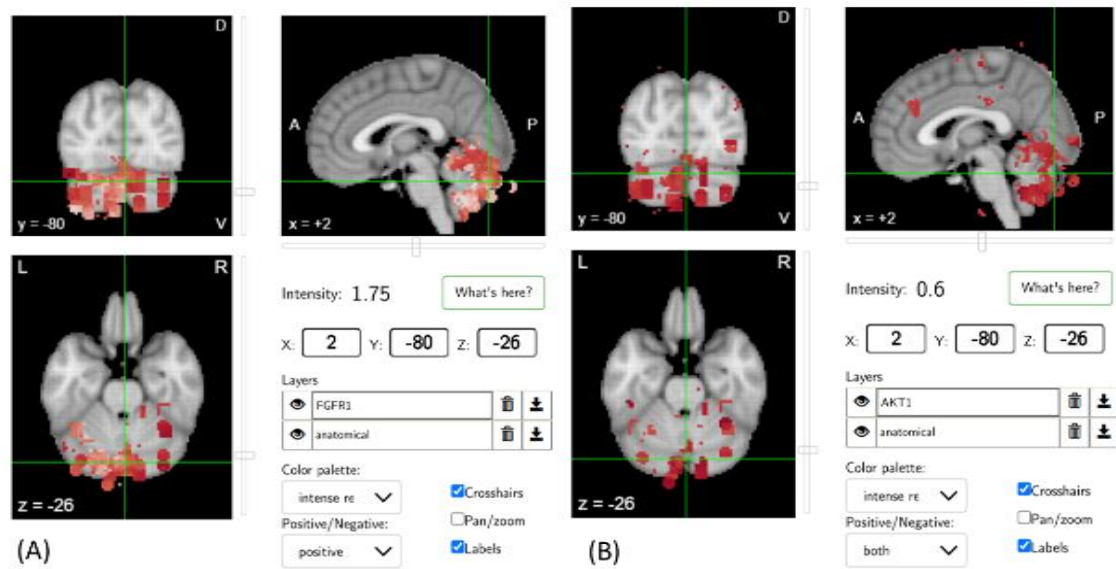 D
A
P
y = -80
V
x = +2
L
R
z = -26
Intensity: 1.75
What's here?
X: 2 Y: -80 Z: -26
Layers
FGFR1
anatomical
Color palette:
intense re
Crosshairs
Pan/zoom
Positive/Negative:
positive
Labels
(A)
D
A
P
y = -80
V
x = +2
L
R
z = -26
Intensity: 0.6
What's here?
X: 2 Y: -80 Z: -26
Layers
AKT1
anatomical
Color palette:
intense re
Crosshairs
Pan/zoom
Positive/Negative:
both
Labels
(B)